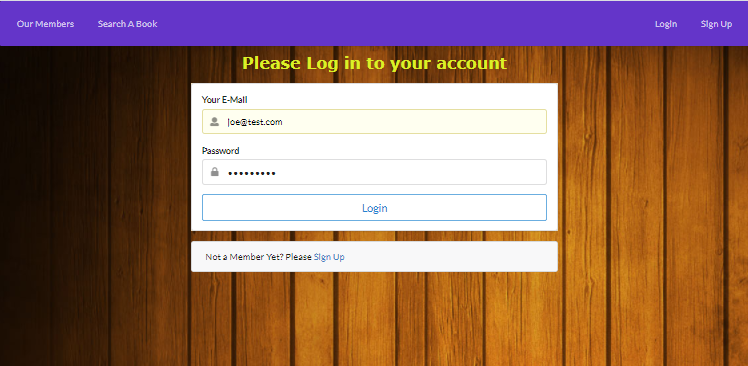 Our Members Search A Book Login Sign Up
Please Log in to your account
Your E-Mail
joe@test.com
Password
•••••••••
Login
Not a Member Yet? Please Sign Up